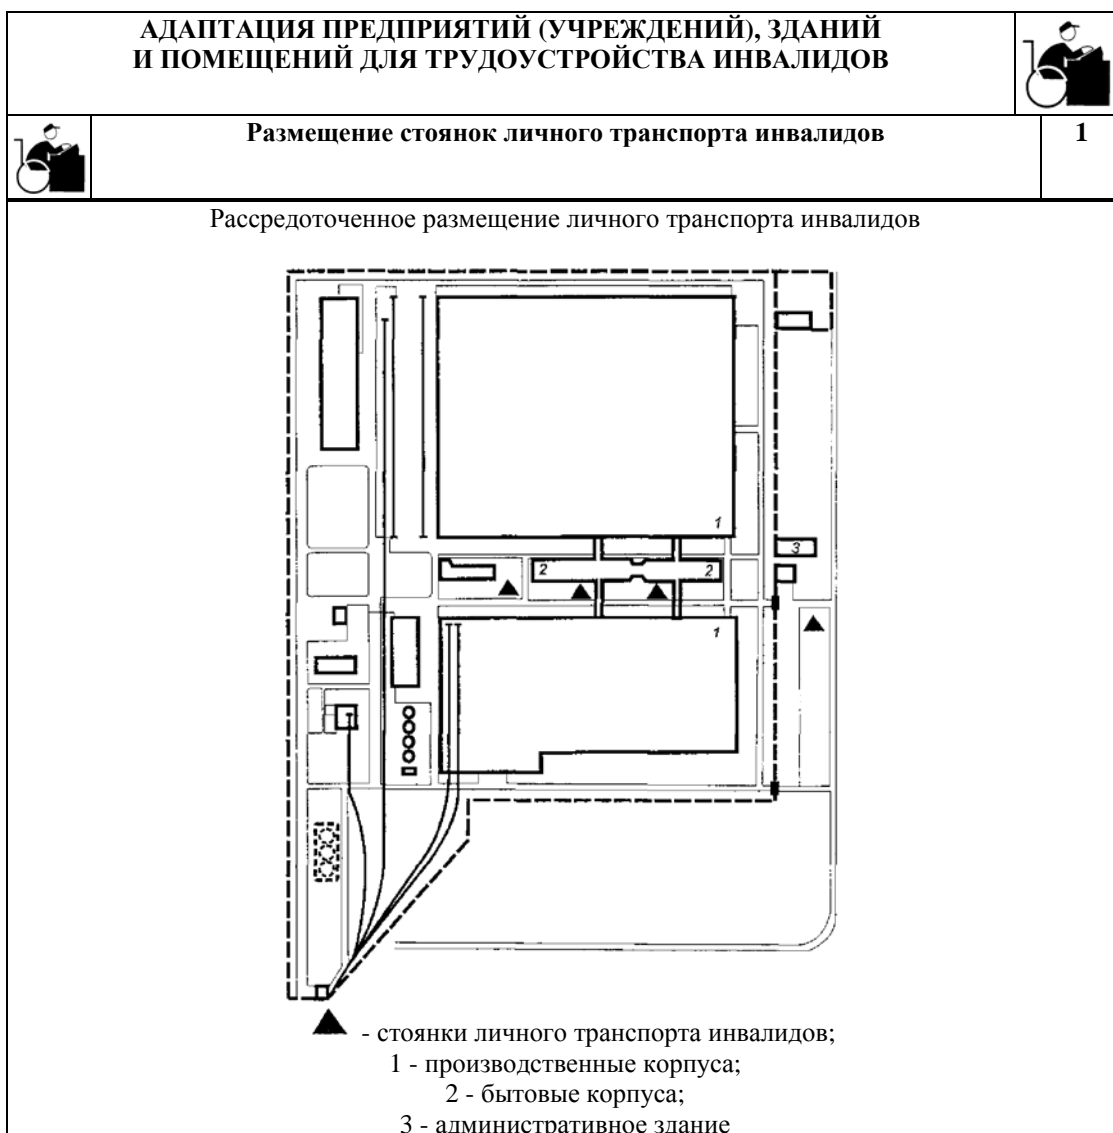 АДАПТАЦИЯ ПРЕДПРИЯТИЙ (УЧРЕЖДЕНИЙ), ЗДАНИЙ
И ПОМЕЩЕНИЙ ДЛЯ ТРУДОУСТРОЙСТВА ИНВАЛИДОВ
Размещение стоянок личного транспорта инвалидов
1
Рассредоточенное размещение личного транспорта инвалидов
1
3
2
2
1
- стоянки личного транспорта инвалидов;
1 - производственные корпуса;
2 - бытовые корпуса;
3 - административное здание